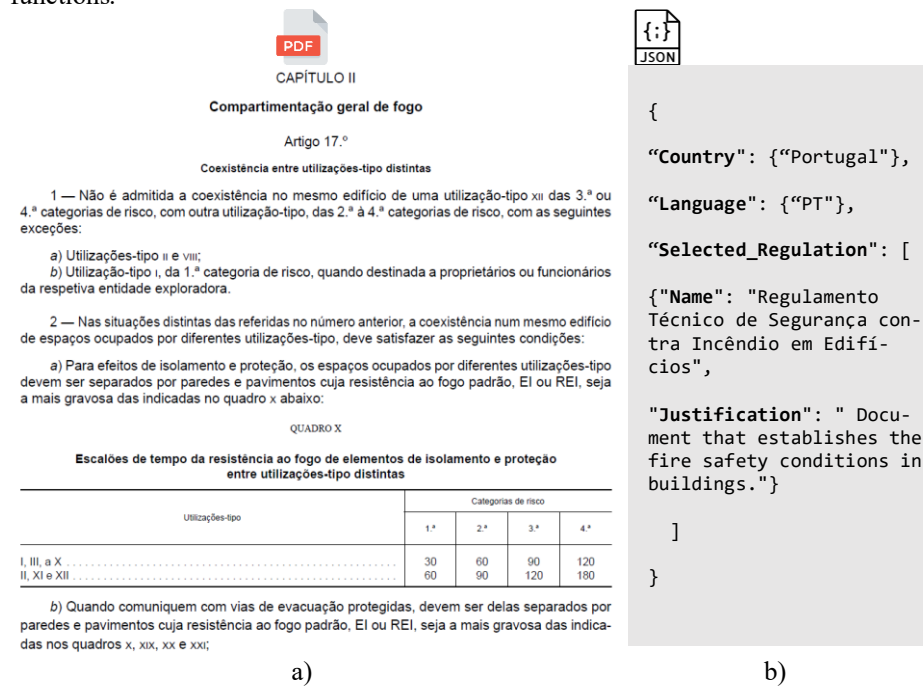 functions.
PDF
CAPÍTULO II
Compartimentação geral de fogo
Artigo 17.º
Coexistência entre utilizações-tipo distintas
1 — Não é admitida a coexistência no mesmo edifício de uma utilização-tipo XII das 3.ª ou
4.ª categorias de risco, com outra utilização-tipo, das 2.ª à 4.ª categorias de risco, com as seguintes
exceções:
a) Utilizações-tipo II e VIII;
b) Utilização-tipo I, da 1.ª categoria de risco, quando destinada a proprietários ou funcionários
da respetiva entidade exploradora.
2 — Nas situações distintas das referidas no número anterior, a coexistência num mesmo edifício
de espaços ocupados por diferentes utilizações-tipo, deve satisfazer as seguintes condições:
a) Para efeitos de isolamento e proteção, os espaços ocupados por diferentes utilizações-tipo
devem ser separados por paredes e pavimentos cuja resistência ao fogo padrão, EI ou REI, seja
a mais gravosa das indicadas no quadro X abaixo:
QUADRO X
Escalões de tempo da resistência ao fogo de elementos de isolamento e proteção
entre utilizações-tipo distintas
Utilizações-tipo
Categorias de risco
1.ª 2.ª 3.ª 4.ª
I, III, a X . . . . . . . . . . . . . . . . . . . . . . . . . . . . . . 30 60 90 120
II, XI e XII . . . . . . . . . . . . . . . . . . . . . . . . . . . . . . 60 90 120 180
b) Quando comuniquem com vias de evacuação protegidas, devem ser delas separados por
paredes e pavimentos cuja resistência ao fogo padrão, EI ou REI, seja a mais gravosa das indica-
das nos quadros X, XIX, XX e XXI;
a)
{;}
JSON
{
“Country": {“Portugal"},
“Language": {“PT"},
“Selected_Regulation": [
{"Name": "Regulamento
Técnico de Segurança con-
tra Incêndio em Edifí-
cios",
"Justification": " Docu-
ment that establishes the
fire safety conditions in
buildings."}
]
}
b)